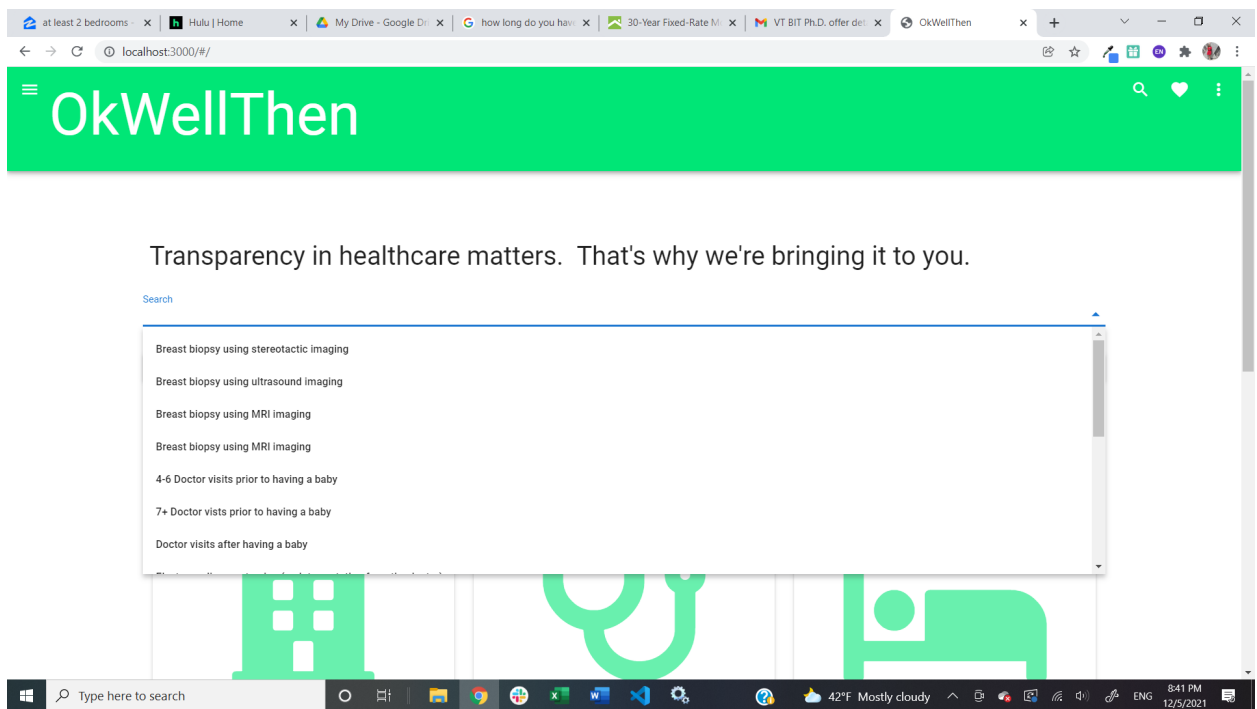 at least 2 bedrooms -
Hulu | Home
My Drive - Google Dri
how long do you have
30-Year Fixed-Rate Mo
VT BIT Ph.D. offer det
OkWellThen
localhost:3000/#/
EN
OkWellThen
Transparency in healthcare matters. That's why we're bringing it to you.
Search
Breast biopsy using stereotactic imaging
Breast biopsy using ultrasound imaging
Breast biopsy using MRI imaging
Breast biopsy using MRI imaging
4-6 Doctor visits prior to having a baby
7+ Doctor vists prior to having a baby
Doctor visits after having a baby
Type here to search
42°F Mostly cloudy
ENG
8:41 PM
12/5/2021